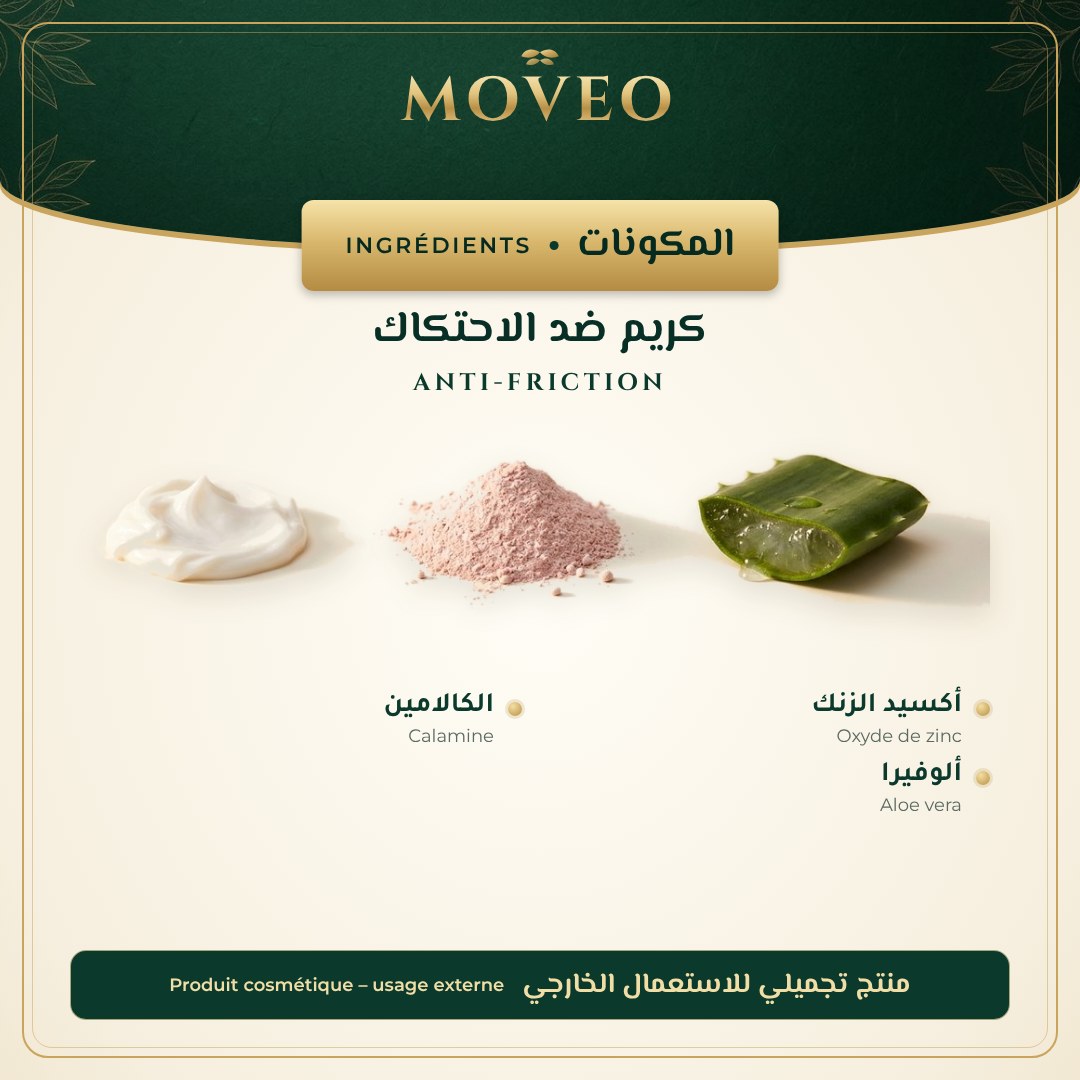 MOVEO
المكونات • INGRÉDIENTS
كريم ضد الاحتكاك
ANTI-FRICTION
أكسيد الزنك
Oxyde de zinc
الكالامين
Calamine
ألوفيرا
Aloe vera
منتج تجميلي للاستعمال الخارجي Produit cosmétique – usage externe